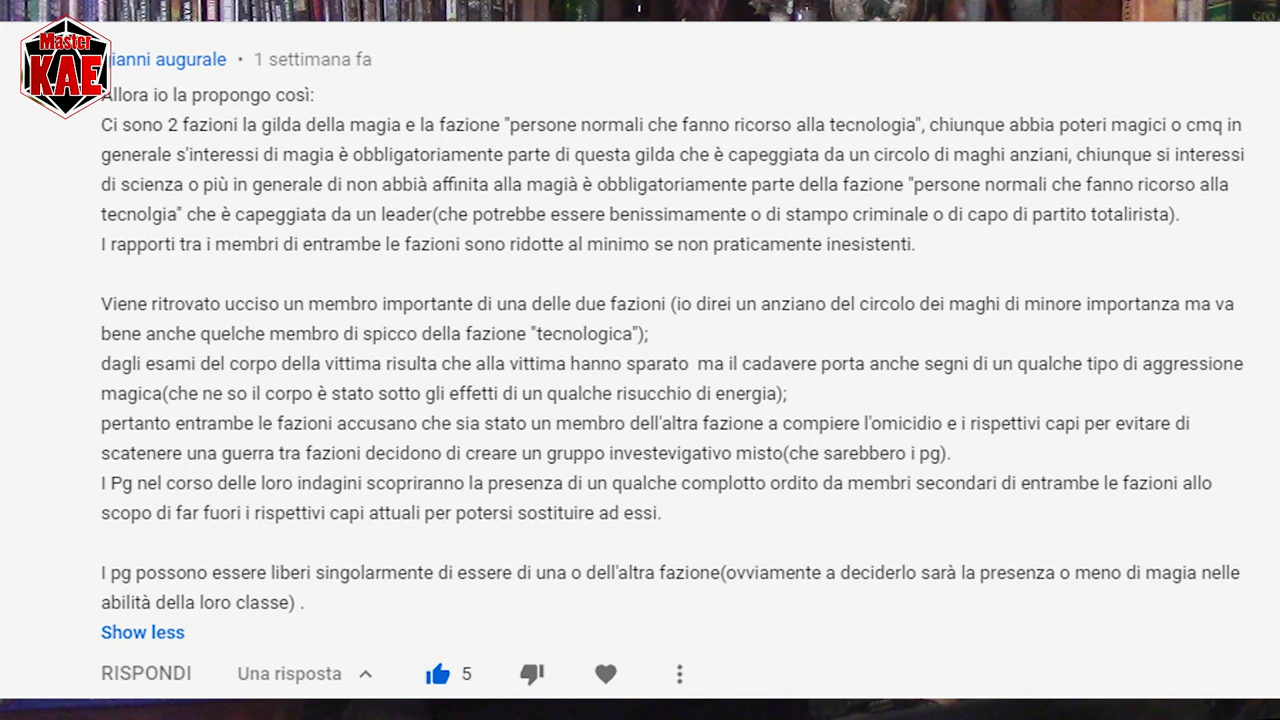 Master
KAE
ianni augurale • 1 settimana fa
Allora io la propongo così:
Ci sono 2 fazioni la gilda della magia e la fazione "persone normali che fanno ricorso alla tecnologia", chiunque abbia poteri magici o cmq in
generale s'interessi di magia è obbligatoriamente parte di questa gilda che è capeggiata da un circolo di maghi anziani, chiunque si interessi
di scienza o più in generale di non abbià affinita alla magià è obbligatoriamente parte della fazione "persone normali che fanno ricorso alla
tecnolgia" che è capeggiata da un leader(che potrebbe essere benissimamente o di stampo criminale o di capo di partito totalirista).
I rapporti tra i membri di entrambe le fazioni sono ridotte al minimo se non praticamente inesistenti.
Viene ritrovato ucciso un membro importante di una delle due fazioni (io direi un anziano del circolo dei maghi di minore importanza ma va
bene anche quelche membro di spicco della fazione "tecnologica");
dagli esami del corpo della vittima risulta che alla vittima hanno sparato  ma il cadavere porta anche segni di un qualche tipo di aggressione
magica(che ne so il corpo è stato sotto gli effetti di un qualche risucchio di energia);
pertanto entrambe le fazioni accusano che sia stato un membro dell'altra fazione a compiere l'omicidio e i rispettivi capi per evitare di
scatenere una guerra tra fazioni decidono di creare un gruppo investevigativo misto(che sarebbero i pg).
I Pg nel corso delle loro indagini scopriranno la presenza di un qualche complotto ordito da membri secondari di entrambe le fazioni allo
scopo di far fuori i rispettivi capi attuali per potersi sostituire ad essi.
I pg possono essere liberi singolarmente di essere di una o dell'altra fazione(ovviamente a deciderlo sarà la presenza o meno di magia nelle
abilità della loro classe) .
Show less
RISPONDI Una risposta 5